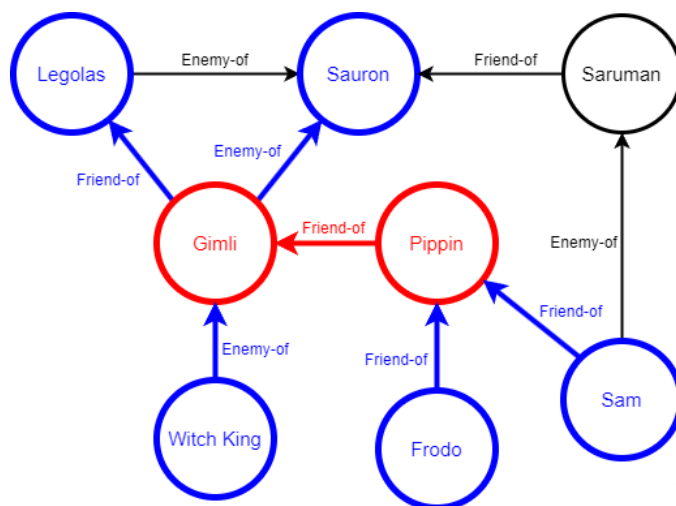 Enemy-of
Friend-of
Legolas
Sauron
Saruman
Friend-of
Enemy-of
Friend-of
Gimli
Pippin
Enemy-of
Friend-of
Enemy-of
Friend-of
Witch King
Frodo
Sam